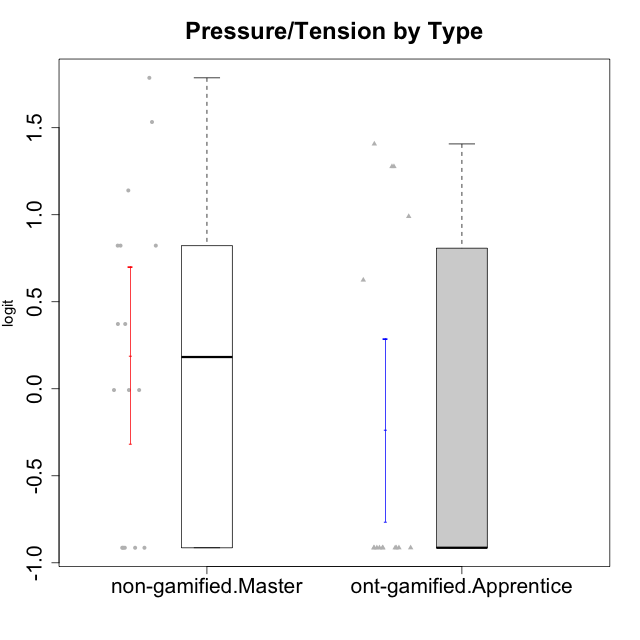 Pressure/Tension by Type
logit
1.5
1.0
0.5
0.0
-0.5
-1.0
non-gamified.Master
ont-gamified.Apprentice